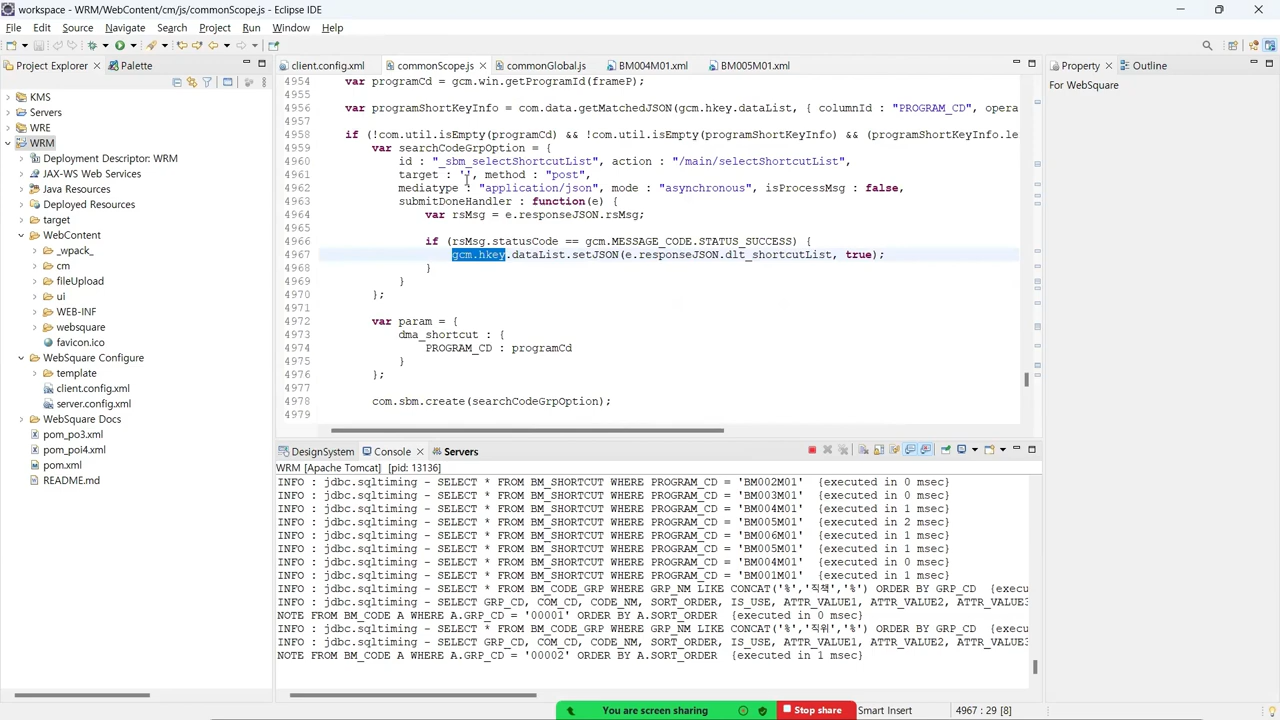 workspace - WRM/WebContent/cm/js/commonScope.js - Eclipse IDE
File Edit Source Navigate Search Project Run Window Help
Project Explorer Palette
client.config.xml commonScope.js commonGlobal.js BM004M01.xml BM005M01.xml
Property Outline
For WebSquare
KMS
Servers
WRE
WRM
Deployment Descriptor: WRM
JAX-WS Web Services
Java Resources
Deployed Resources
target
WebContent
_wpack_
cm
fileUpload
ui
WEB-INF
websquare
favicon.ico
WebSquare Configure
template
client.config.xml
server.config.xml
WebSquare Docs
pom_po3.xml
pom_poi4.xml
pom.xml
README.md
4954 var programCd = gcm.win.getProgramId(frameP);
4955
4956 var programShortKeyInfo = com.data.getMatchedJSON(gcm.hkey.dataList, { columnId : "PROGRAM_CD", opera
4957
4958 if (!com.util.isEmpty(programCd) && !com.util.isEmpty(programShortKeyInfo) && (programShortKeyInfo.le
4959 var searchCodeGrpOption = {
4960 id : "_sbm_selectShortcutList", action : "/main/selectShortcutList",
4961 target : '', method : "post",
4962 mediatype : "application/json", mode : "asynchronous", isProcessMsg : false,
4963 submitDoneHandler : function(e) {
4964 var rsMsg = e.responseJSON.rsMsg;
4965
4966 if (rsMsg.statusCode == gcm.MESSAGE_CODE.STATUS_SUCCESS) {
4967 gcm.hkey.dataList.setJSON(e.responseJSON.dlt_shortcutList, true);
4968 }
4969 }
4970 };
4971
4972 var param = {
4973 dma_shortcut : {
4974 PROGRAM_CD : programCd
4975 }
4976 };
4977
4978 com.sbm.create(searchCodeGrpOption);
4979
DesignSystem Console Servers
WRM [Apache Tomcat] [pid: 13136]
INFO : jdbc.sqltiming - SELECT * FROM BM_SHORTCUT WHERE PROGRAM_CD = 'BM002M01' {executed in 0 msec}
INFO : jdbc.sqltiming - SELECT * FROM BM_SHORTCUT WHERE PROGRAM_CD = 'BM003M01' {executed in 0 msec}
INFO : jdbc.sqltiming - SELECT * FROM BM_SHORTCUT WHERE PROGRAM_CD = 'BM004M01' {executed in 1 msec}
INFO : jdbc.sqltiming - SELECT * FROM BM_SHORTCUT WHERE PROGRAM_CD = 'BM005M01' {executed in 2 msec}
INFO : jdbc.sqltiming - SELECT * FROM BM_SHORTCUT WHERE PROGRAM_CD = 'BM006M01' {executed in 1 msec}
INFO : jdbc.sqltiming - SELECT * FROM BM_SHORTCUT WHERE PROGRAM_CD = 'BM005M01' {executed in 1 msec}
INFO : jdbc.sqltiming - SELECT * FROM BM_SHORTCUT WHERE PROGRAM_CD = 'BM004M01' {executed in 1 msec}
INFO : jdbc.sqltiming - SELECT * FROM BM_SHORTCUT WHERE PROGRAM_CD = 'BM001M01' {executed in 1 msec}
INFO : jdbc.sqltiming - SELECT * FROM BM_CODE_GRP WHERE GRP_NM LIKE CONCAT('%','직책','%') ORDER BY GRP_CD {execu
INFO : jdbc.sqltiming - SELECT GRP_CD, COM_CD, CODE_NM, SORT_ORDER, IS_USE, ATTR_VALUE1, ATTR_VALUE2, ATTR_VALUE3
NOTE FROM BM_CODE A WHERE A.GRP_CD = '00001' ORDER BY A.SORT_ORDER {executed in 0 msec}
INFO : jdbc.sqltiming - SELECT * FROM BM_CODE_GRP WHERE GRP_NM LIKE CONCAT('%','직위','%') ORDER BY GRP_CD {execu
INFO : jdbc.sqltiming - SELECT GRP_CD, COM_CD, CODE_NM, SORT_ORDER, IS_USE, ATTR_VALUE1, ATTR_VALUE2, ATTR_VALUE3
NOTE FROM BM_CODE A WHERE A.GRP_CD = '00002' ORDER BY A.SORT_ORDER {executed in 1 msec}
You are screen sharing Stop share Smart Insert 4967 : 29 [8]